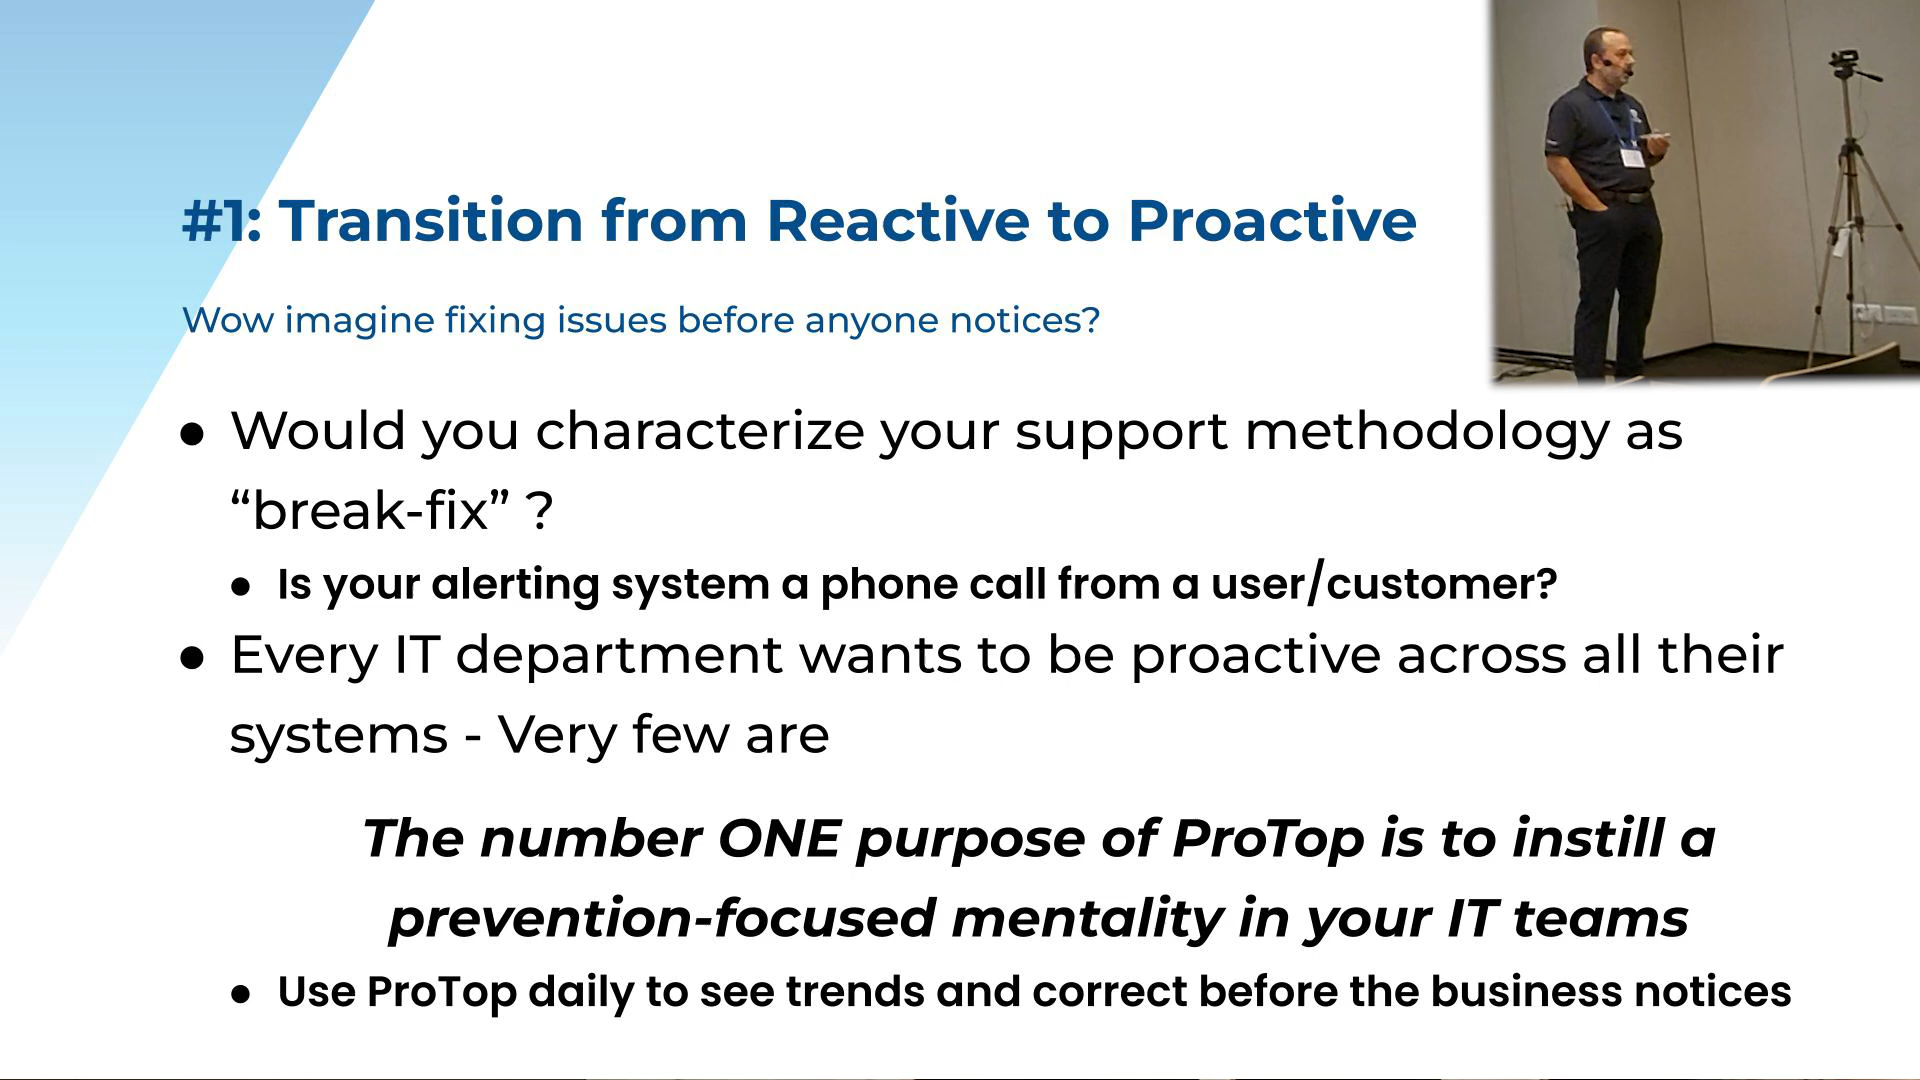 #1: Transition from Reactive to Proactive
Wow imagine fixing issues before anyone notices?
● Would you characterize your support methodology as
“break-fix” ?
● Is your alerting system a phone call from a user/customer?
● Every IT department wants to be proactive across all their
systems - Very few are
The number ONE purpose of ProTop is to instill a
prevention-focused mentality in your IT teams
● Use ProTop daily to see trends and correct before the business notices